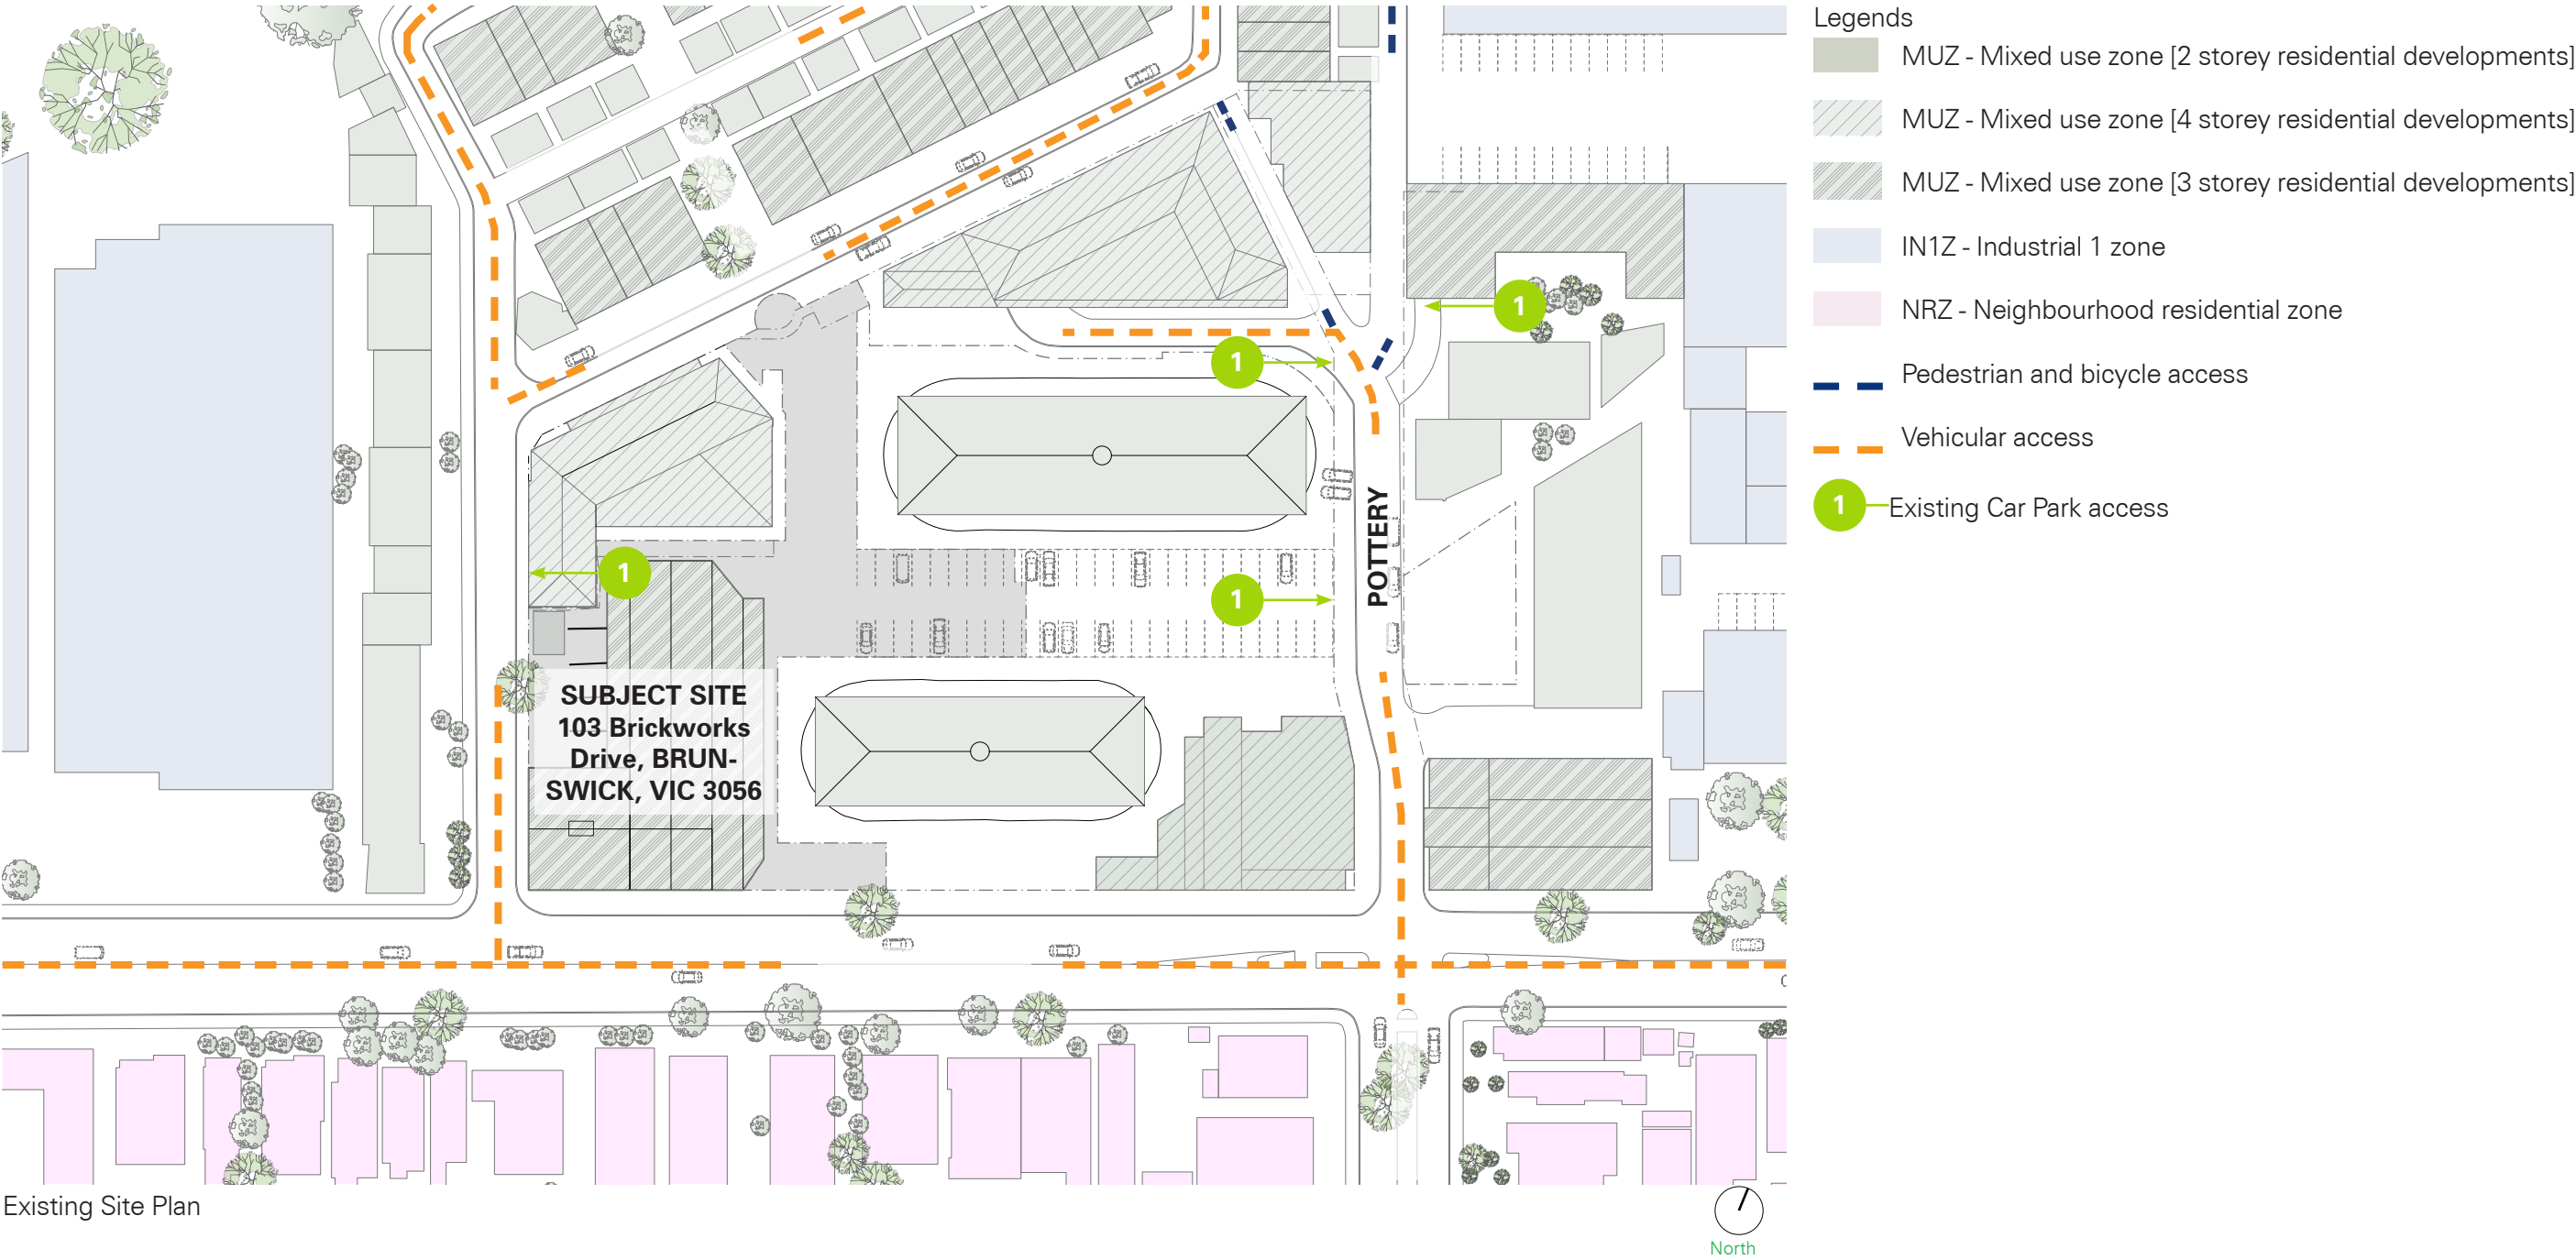 Legends
MUZ - Mixed use zone [2 storey residential developments]
MUZ - Mixed use zone [4 storey residential developments]
MUZ - Mixed use zone [3 storey residential developments]
IN1Z - Industrial 1 zone
NRZ - Neighbourhood residential zone
Pedestrian and bicycle access
Vehicular access
1 Existing Car Park access
1
1
1
1
POTTERY
SUBJECT SITE
103 Brickworks
Drive, BRUN-
SWICK, VIC 3056
Existing Site Plan
North